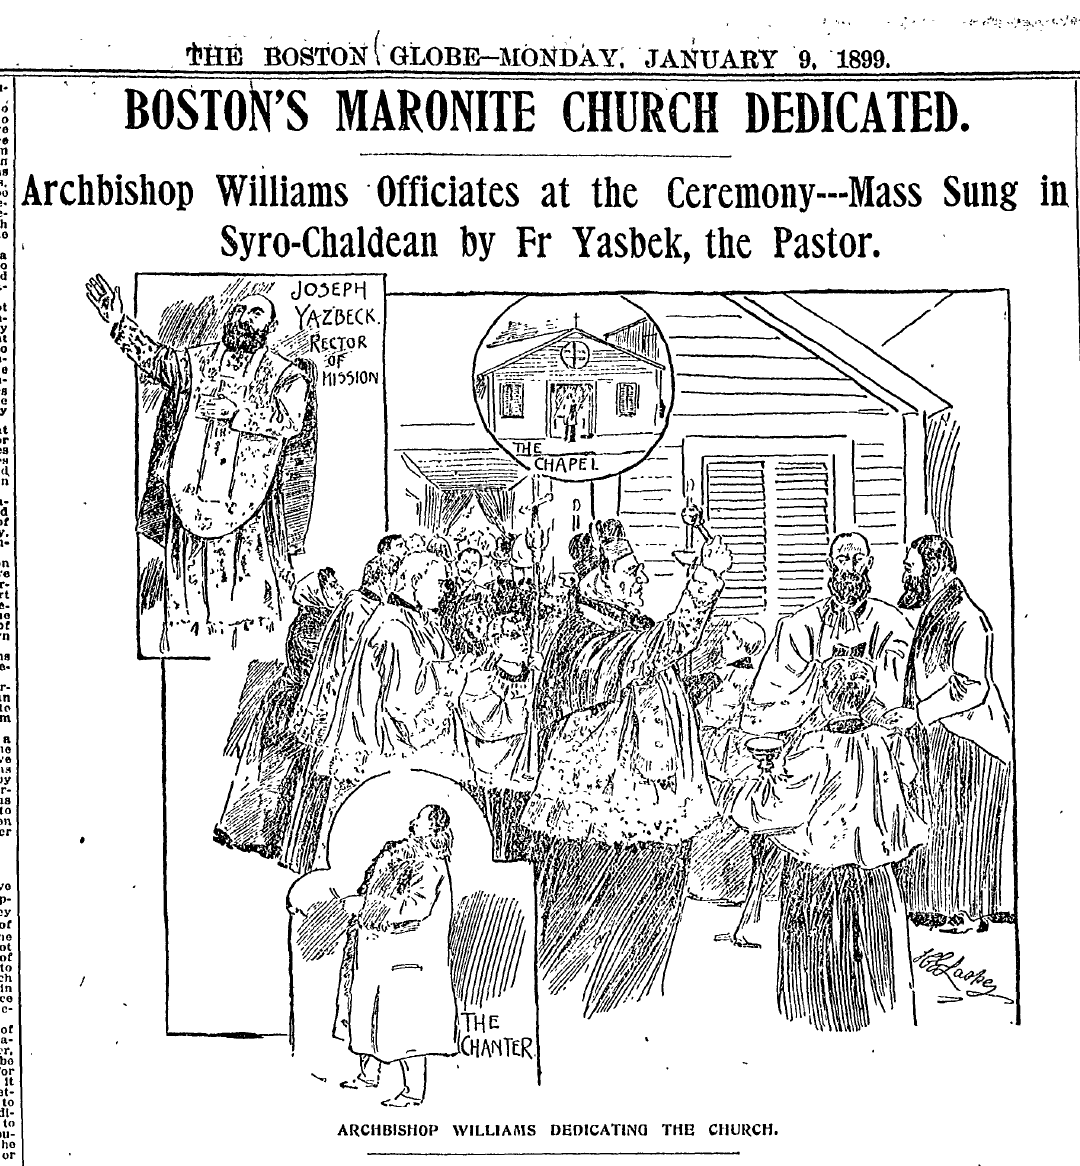 THE BOSTON GLOBE—MONDAY, JANUARY 9, 1899.
BOSTON'S MARONITE CHURCH DEDICATED.
Archbishop Williams Officiates at the Ceremony---Mass Sung in
Syro-Chaldean by Fr Yasbek, the Pastor.
JOSEPH
YAZBECK.
RECTOR
OF
MISSION
THE
CHAPEL
THE
CHANTER.
ARCHBISHOP WILLIAMS DEDICATING THE CHURCH.